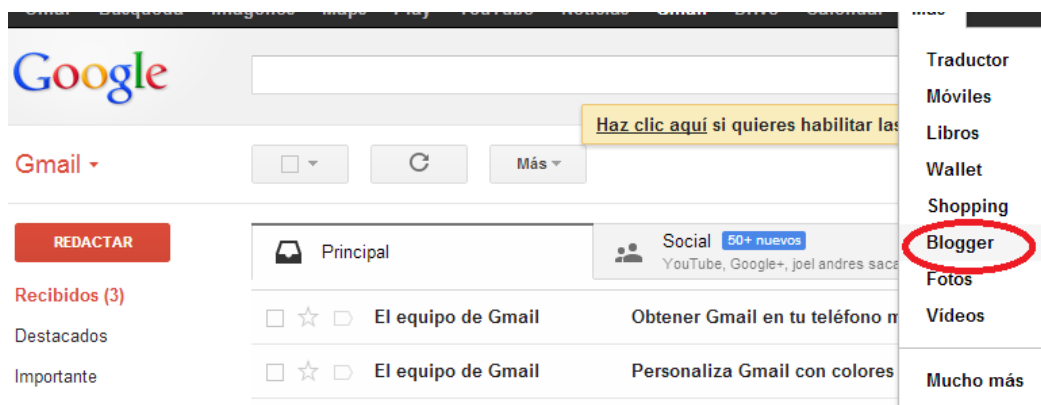 Gmail
Más
Google
Traductor
Móviles
Libros
Wallet
Shopping
Blogger
Fotos
Vídeos
Mucho más
Haz clic aquí si quieres habilitar las
Gmail
Más
REDACTAR
Principal
Social 50+ nuevos
YouTube, Google+, joel andres saca
Recibidos (3)
Destacados
Importante
El equipo de Gmail Obtener Gmail en tu teléfono m
El equipo de Gmail Personaliza Gmail con colores